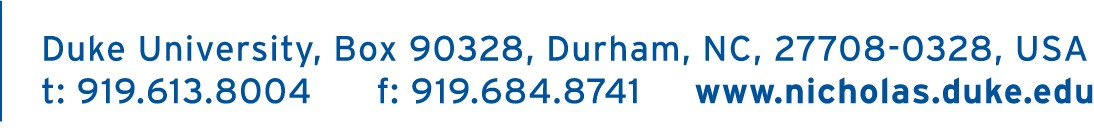 Duke University, Box 90328, Durham, NC, 27708-0328, USA
t: 919.613.8004 f: 919.684.8741 www.nicholas.duke.edu